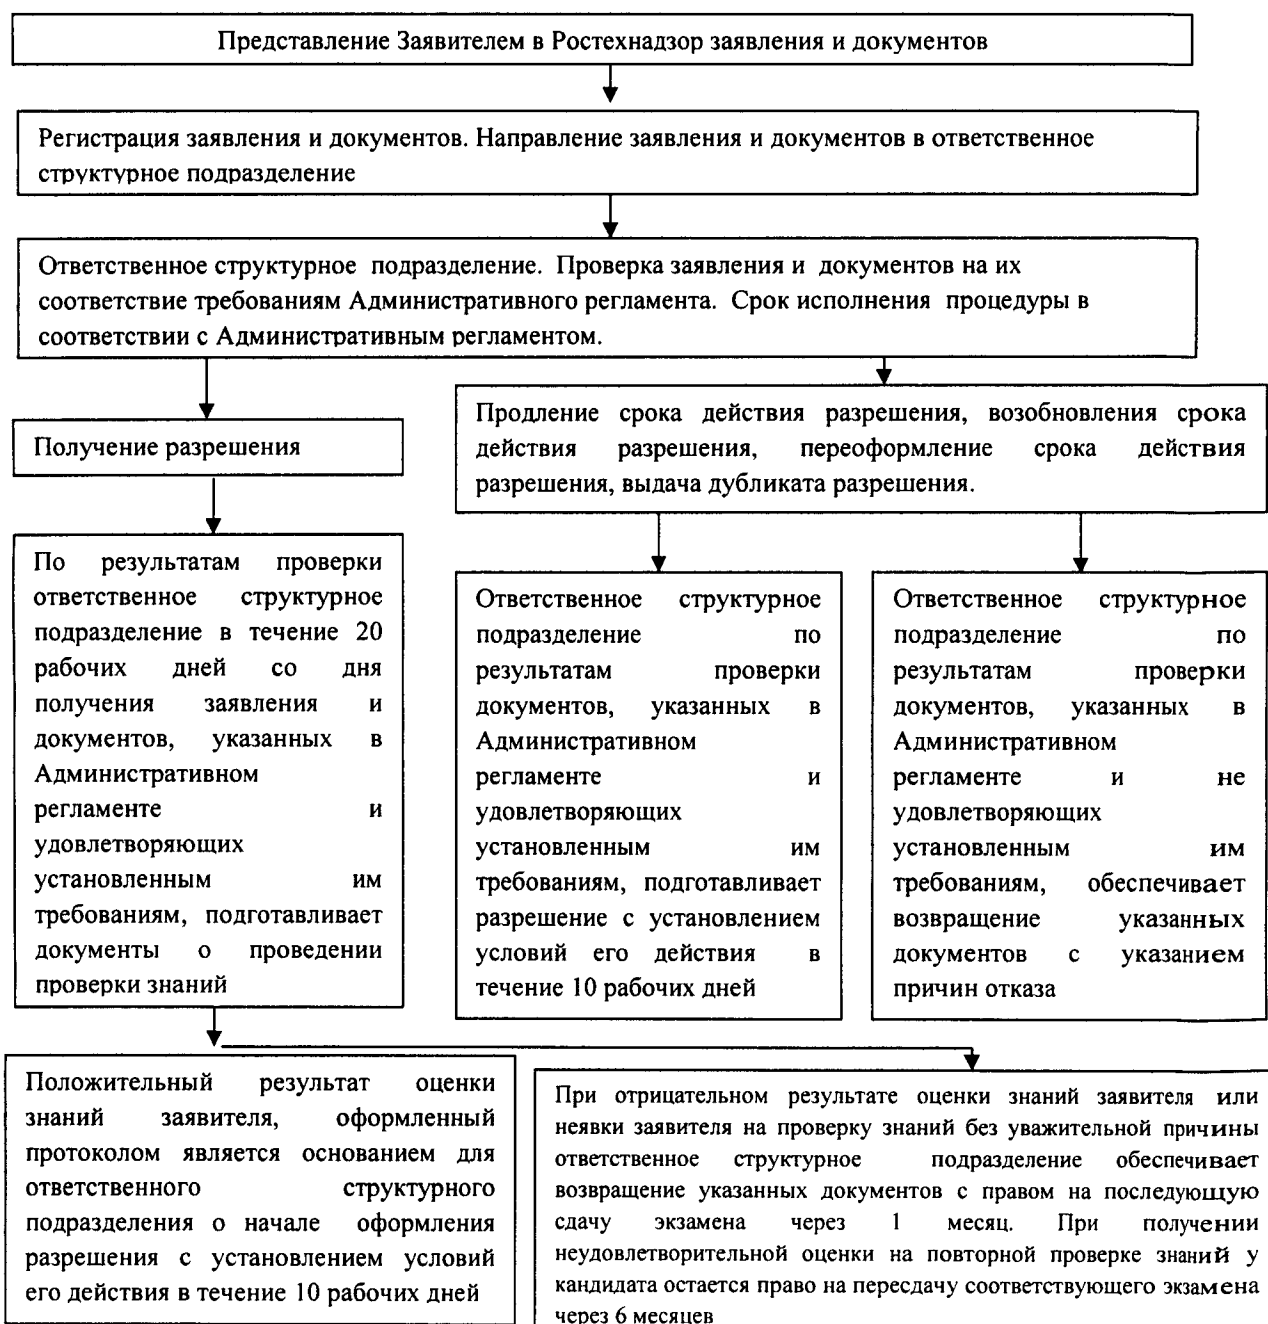 Представление Заявителем в Ростехнадзор заявления и документов
Регистрация заявления и документов. Направление заявления и документов в ответственное
структурное подразделение
Ответственное структурное подразделение. Проверка заявления и документов на их
соответствие требованиям Административного регламента. Срок исполнения процедуры в
соответствии с Административным регламентом.
Получение разрешения
Продление срока действия разрешения, возобновления срока
действия разрешения, переоформление срока действия
разрешения, выдача дубликата разрешения.
По результатам проверки
ответственное структурное
подразделение в течение 20
рабочих дней со дня
получения заявления и
документов, указанных в
Административном
регламенте и
удовлетворяющих
установленным им
требованиям, подготавливает
документы о проведении
проверки знаний
Ответственное структурное
подразделение по
результатам проверки
документов, указанных в
Административном
регламенте и
удовлетворяющих
установленным им
требованиям, подготавливает
разрешение с установлением
условий его действия в
течение 10 рабочих дней
Ответственное структурное
подразделение по
результатам проверки
документов, указанных в
Административном
регламенте и не
удовлетворяющих
установленным им
требованиям, обеспечивает
возвращение указанных
документов с указанием
причин отказа
Положительный результат оценки
знаний заявителя, оформленный
протоколом является основанием для
ответственного структурного
подразделения о начале оформления
разрешения с установлением условий
его действия в течение 10 рабочих дней
При отрицательном результате оценки знаний заявителя или
неявки заявителя на проверку знаний без уважительной причины
ответственное структурное подразделение обеспечивает
возвращение указанных документов с правом на последующую
сдачу экзамена через 1 месяц. При получении
неудовлетворительной оценки на повторной проверке знаний у
кандидата остается право на пересдачу соответствующего экзамена
через 6 месяцев